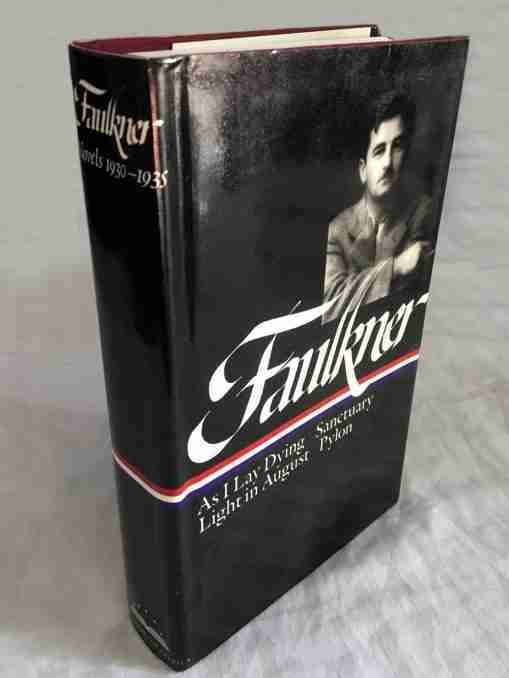 Faulkner
Novels 1930–1935
Faulkner
As I Lay Dying Sanctuary
Light in August Pylon